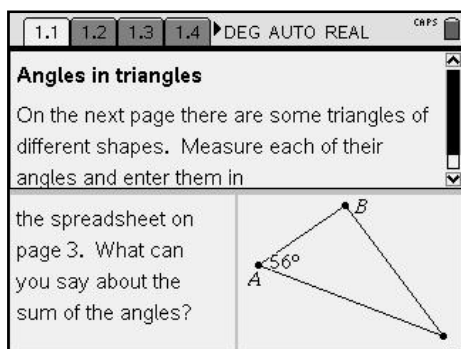 1.1 1.2 1.3 1.4 DEG AUTO REAL CAPS
Angles in triangles
On the next page there are some triangles of
different shapes. Measure each of their
angles and enter them in
the spreadsheet on
page 3. What can
you say about the
sum of the angles?
B
56°
A